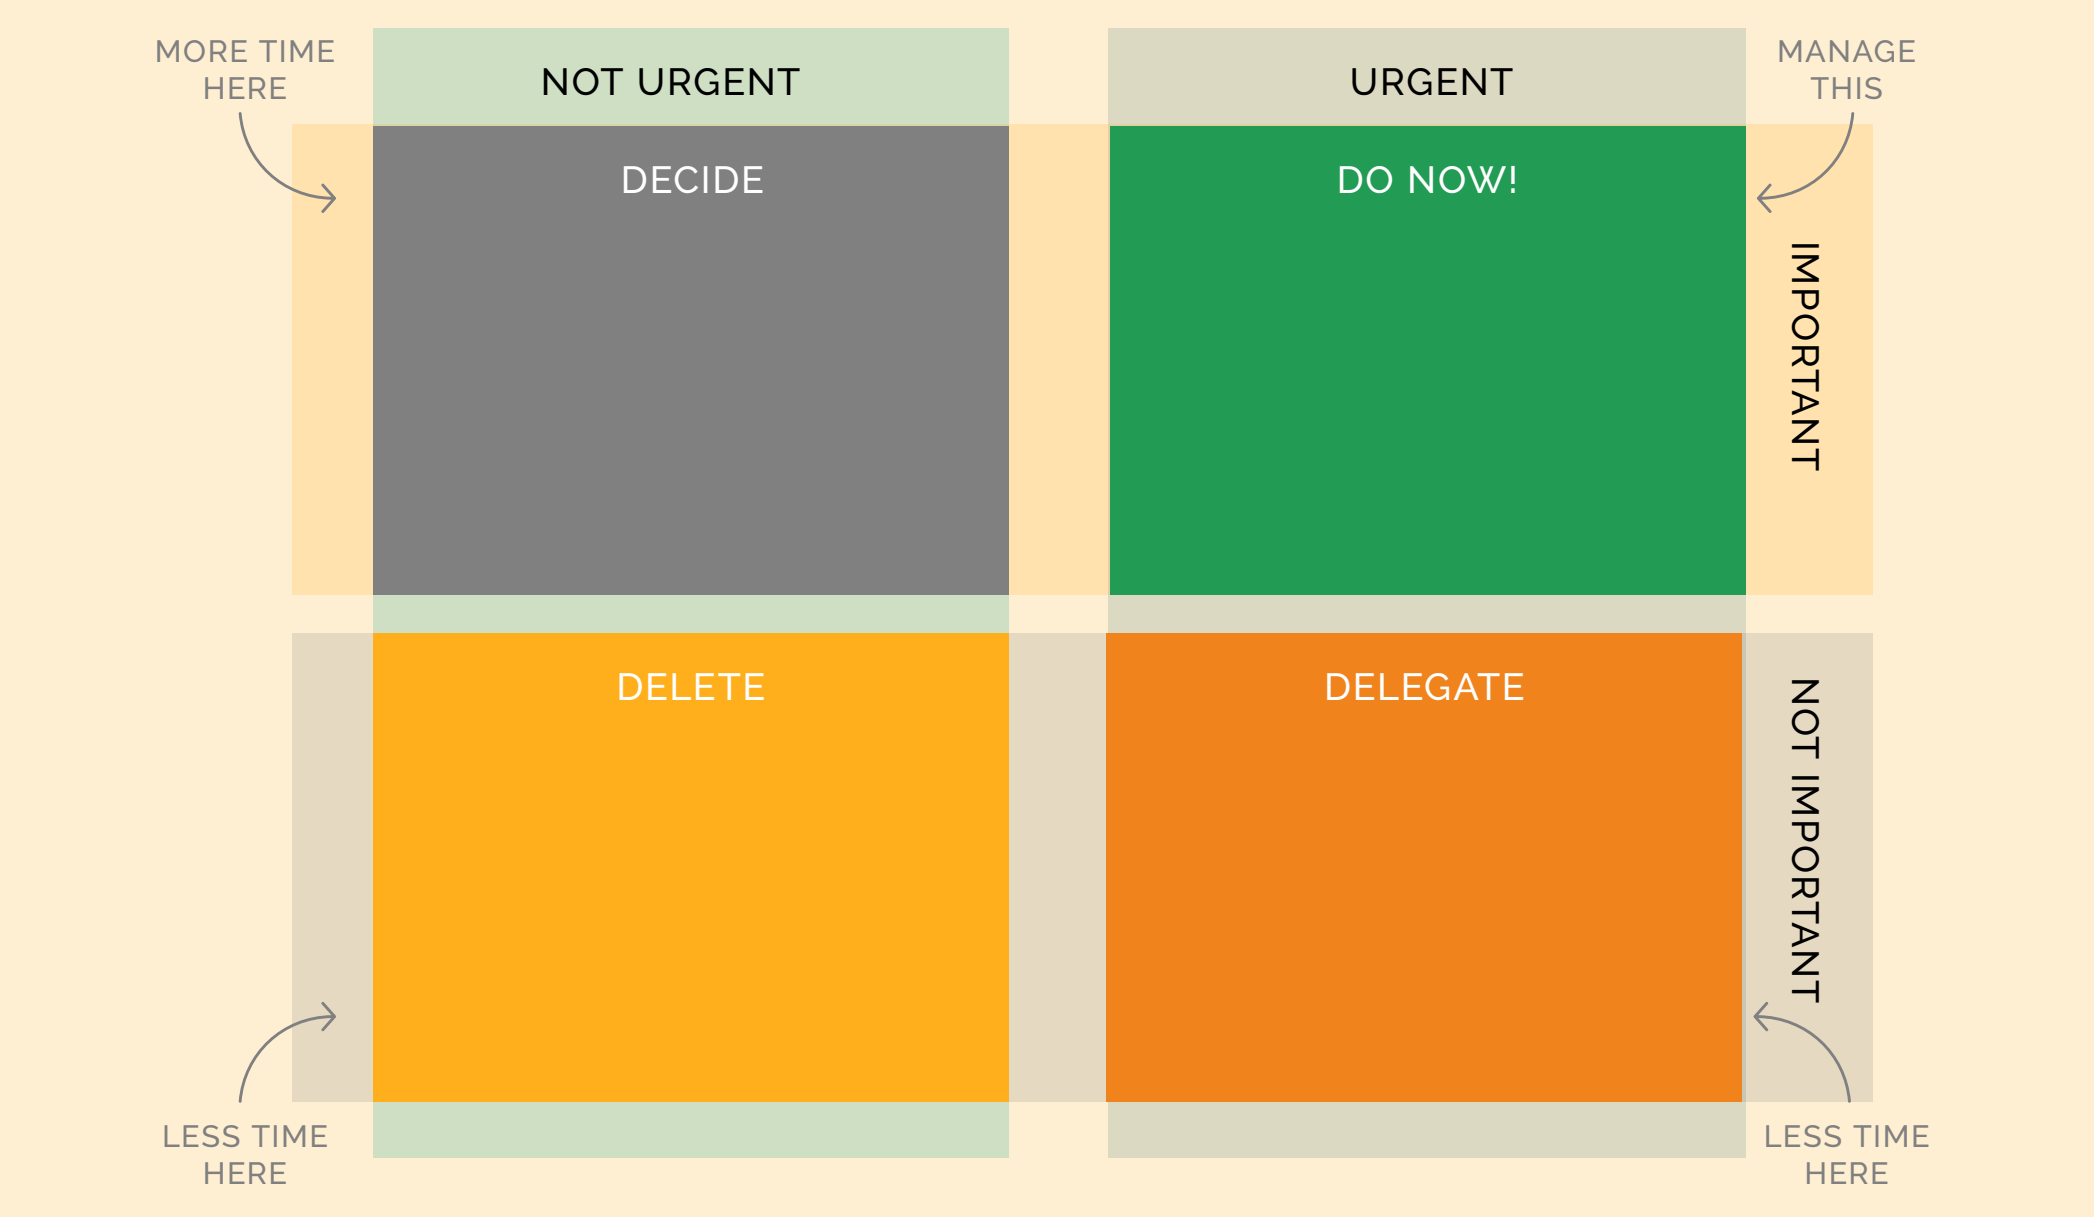 MORE TIME
HERE
NOT URGENT
URGENT
MANAGE
THIS
DECIDE
DO NOW!
IMPORTANT
DELETE
DELEGATE
NOT IMPORTANT
LESS TIME
HERE
LESS TIME
HERE